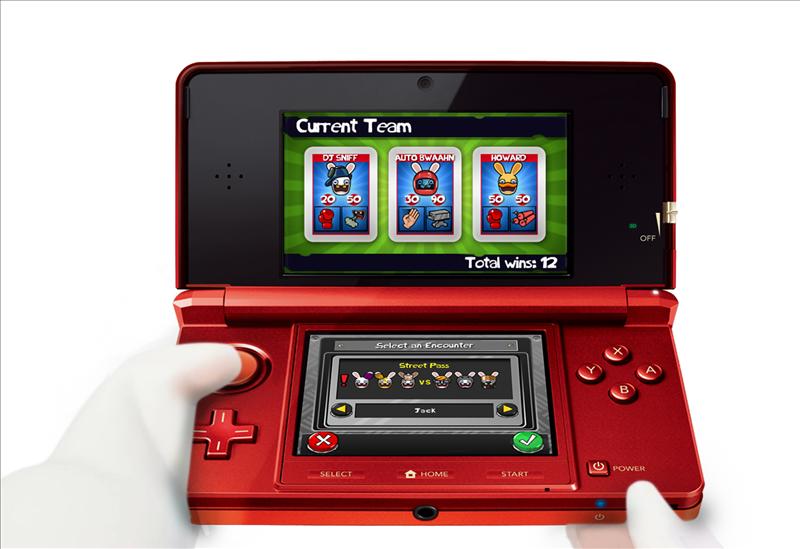 Current Team
DJ SNIFF
AUTO BWAAHN
HOWARD
20 50
30 90
50 50
Total wins: 12
3D
OFF
Select an Encounter
Street Pass
! VS
Jack
X
Y
A
B
SELECT
HOME
START
POWER